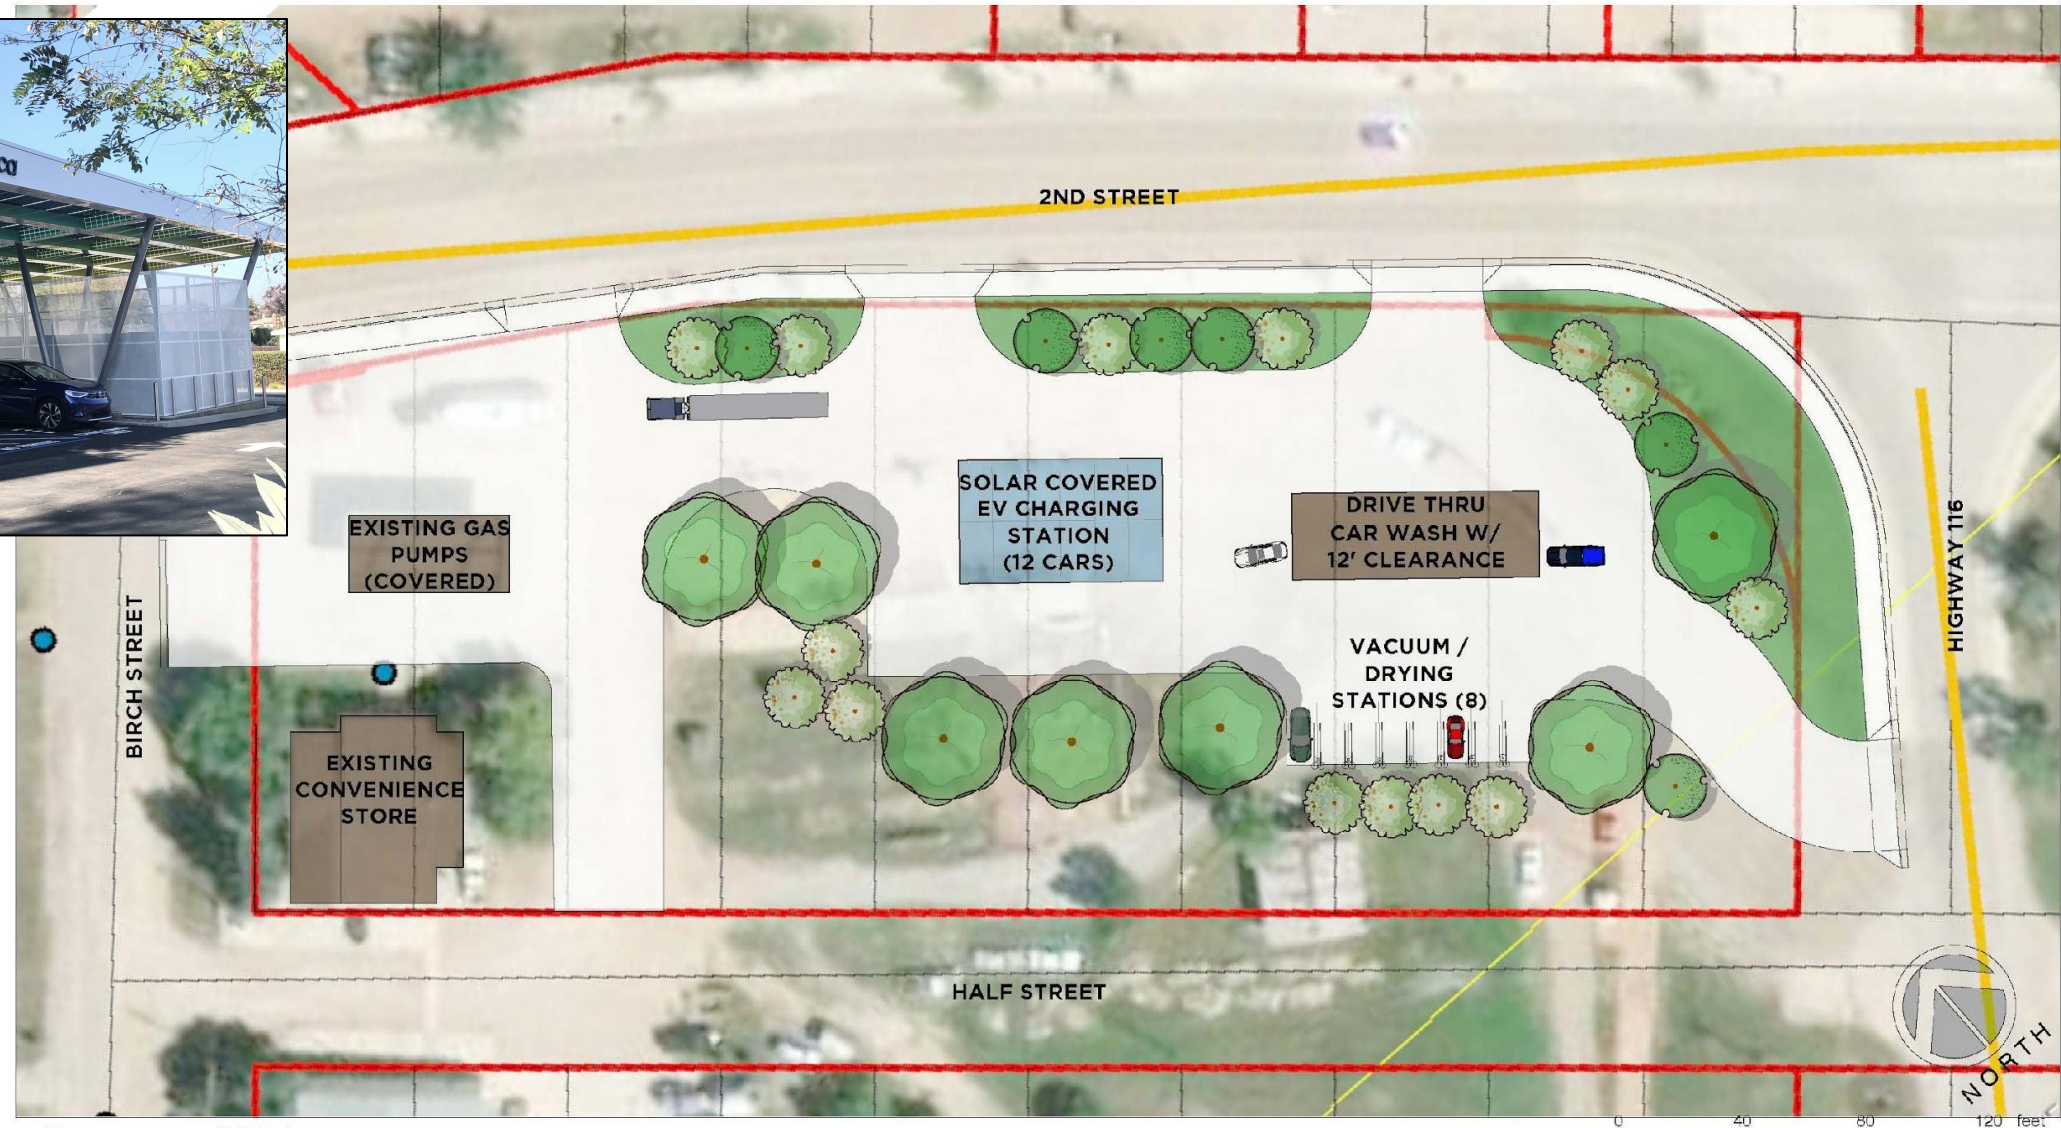 2ND STREET
SOLAR COVERED
EV CHARGING
STATION
(12 CARS)
DRIVE THRU
CAR WASH W/
12' CLEARANCE
EXISTING GAS
PUMPS
(COVERED)
HIGHWAY 116
BIRCH STREET
VACUUM /
DRYING
STATIONS (8)
EXISTING
CONVENIENCE
STORE
HALF STREET
NORTH
0 40 80 120 feet